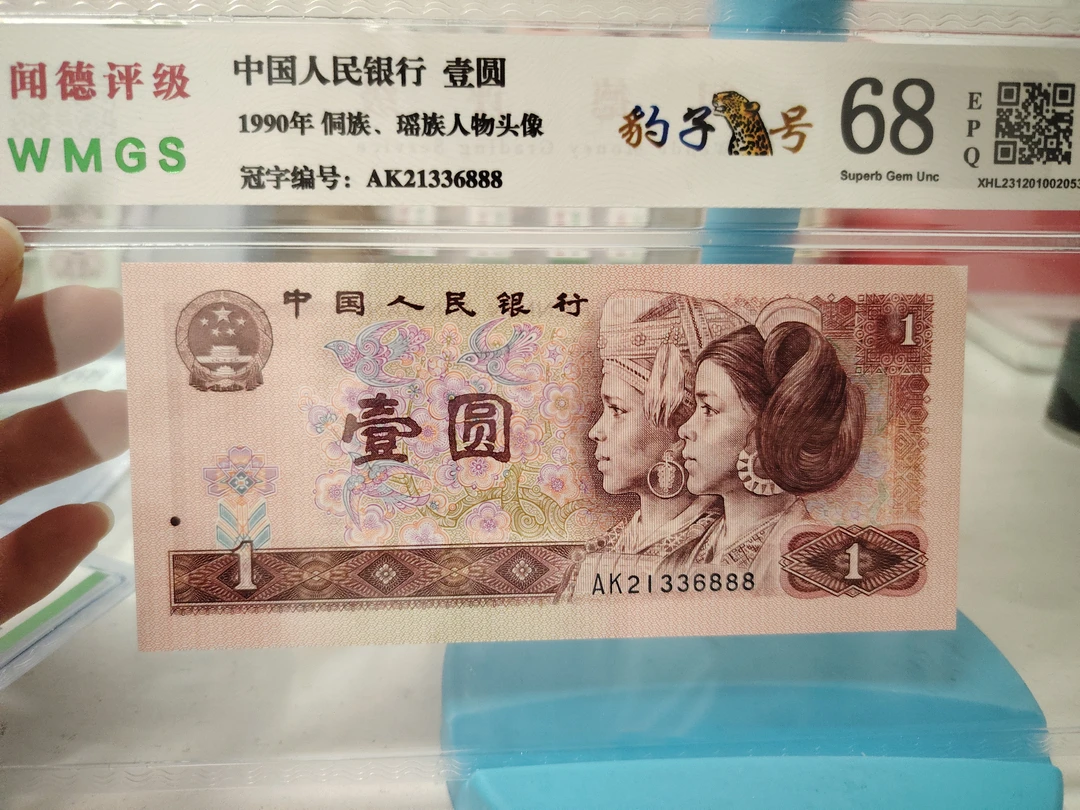 闻德评级
WMGS
中国人民银行 壹圆
1990年 侗族、瑶族人物头像
冠字编号：AK21336888
豹子号
68
Superb Gem Unc
EPQ
XHL231201002053
中国人民银行
1
壹圆
1
AK21336888
1